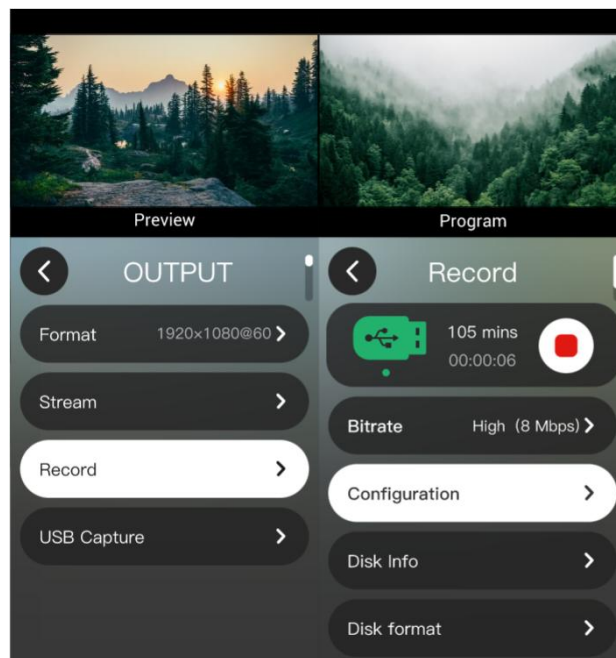 Preview
Program
OUTPUT
Format 1920×1080@60
Stream
Record
USB Capture
Record
105 mins
00:00:06
Bitrate High (8 Mbps)
Configuration
Disk Info
Disk format